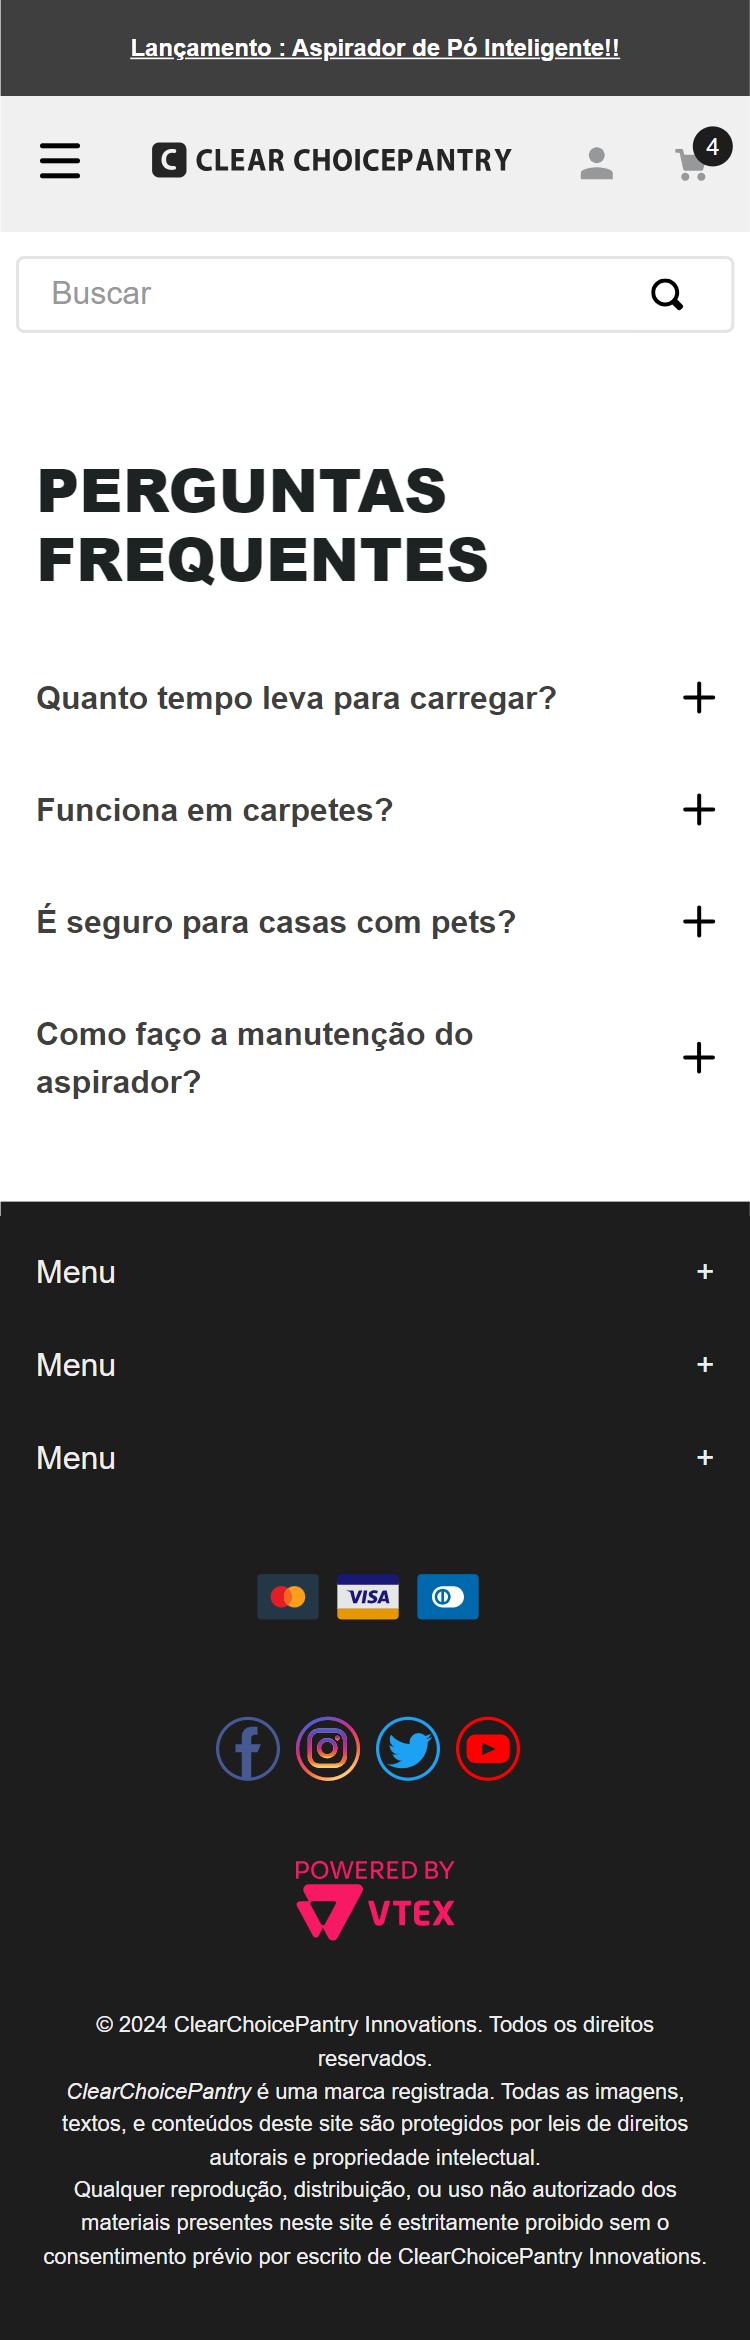 Lançamento : Aspirador de Pó Inteligente!!
C CLEAR CHOICEPANTRY
4
Buscar
PERGUNTAS
FREQUENTES
Quanto tempo leva para carregar? +
Funciona em carpetes? +
É seguro para casas com pets? +
Como faço a manutenção do
aspirador? +
Menu +
Menu +
Menu +
VISA
POWERED BY
VTEX
© 2024 ClearChoicePantry Innovations. Todos os direitos
reservados.
ClearChoicePantry é uma marca registrada. Todas as imagens,
textos, e conteúdos deste site são protegidos por leis de direitos
autorais e propriedade intelectual.
Qualquer reprodução, distribuição, ou uso não autorizado dos
materiais presentes neste site é estritamente proibido sem o
consentimento prévio por escrito de ClearChoicePantry Innovations.